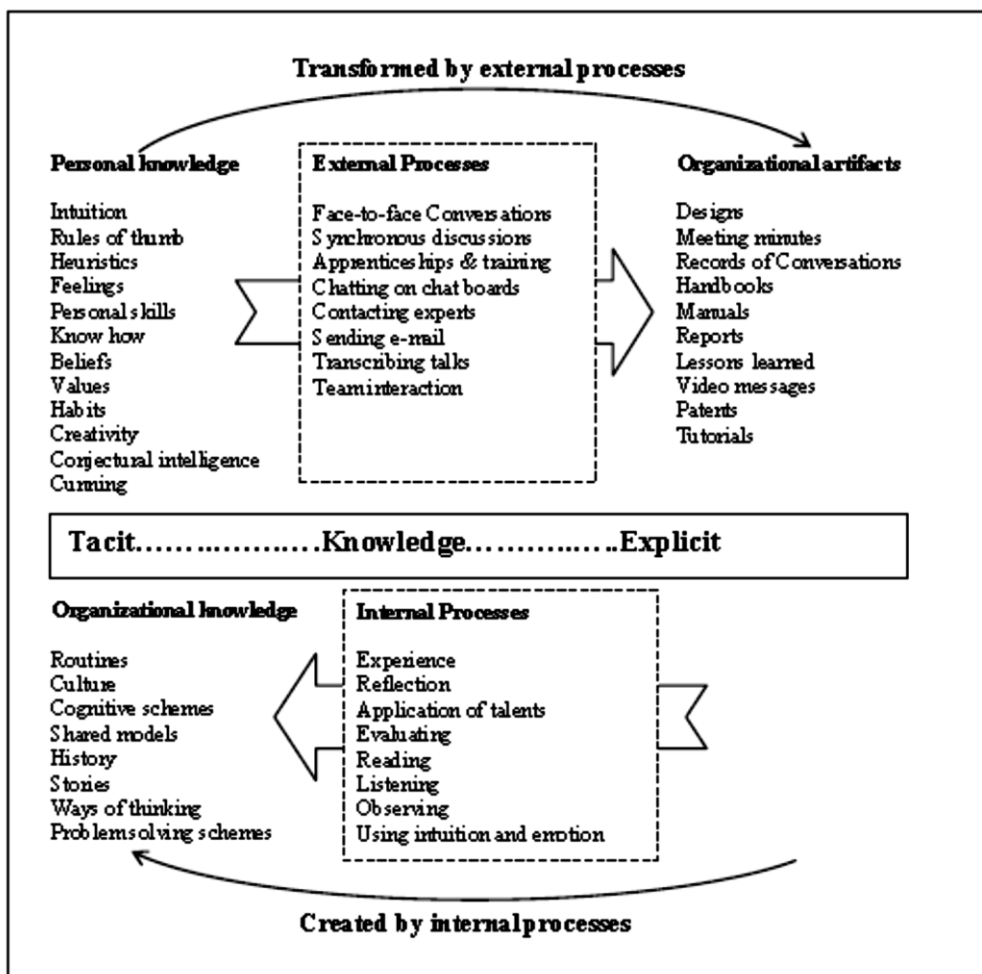 Transformed by external processes
Personal knowledge
Intuition
Rules of thumb
Heuristics
Feelings
Personal skills
Know how
Beliefs
Values
Habits
Creativity
Conjectural intelligence
Cunning
External Processes
Face-to-face Conversations
Synchronous discussions
Apprenticeships & training
Chatting on chat boards
Contacting experts
Sending e-mail
Transcribing talks
Team interaction
Organizational artifacts
Designs
Meeting minutes
Records of Conversations
Handbooks
Manuals
Reports
Lessons learned
Video messages
Patents
Tutorials
Tacit……………….Knowledge……………..Explicit
Organizational knowledge
Routines
Culture
Cognitive schemes
Shared models
History
Stories
Ways of thinking
Problem solving schemes
Internal Processes
Experience
Reflection
Application of talents
Evaluating
Reading
Listening
Observing
Using intuition and emotion
Created by internal processes